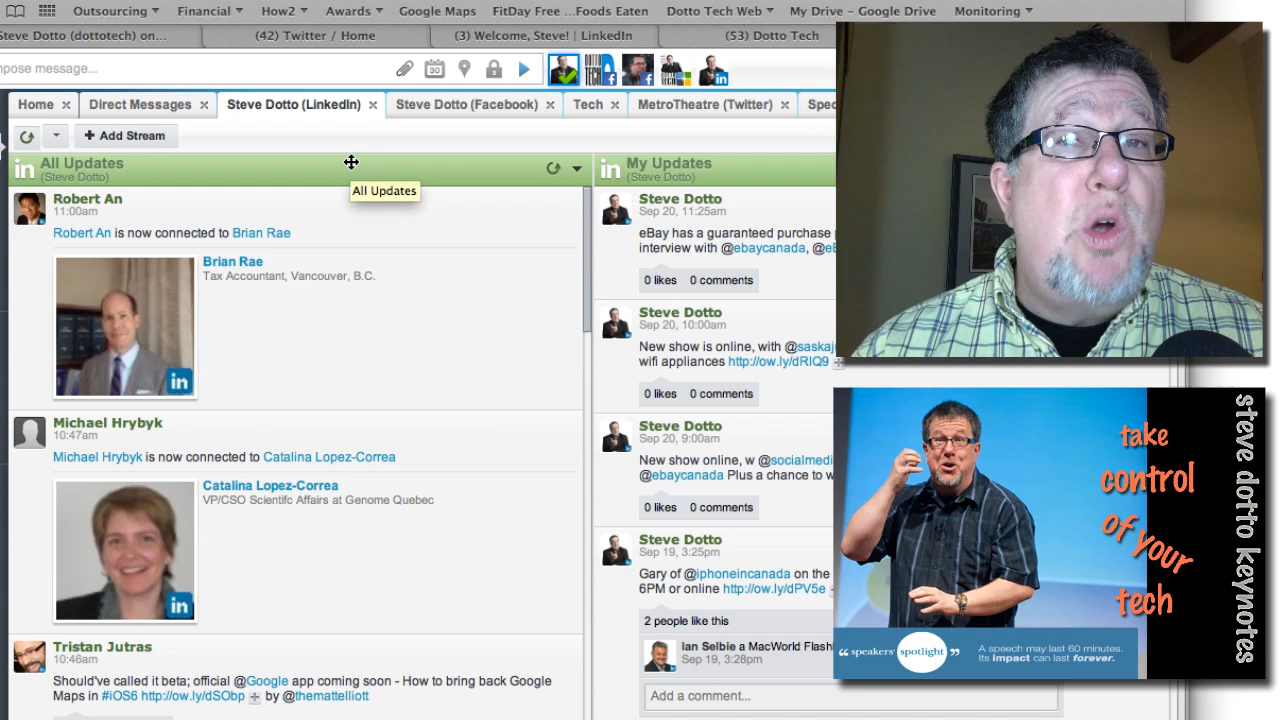 Outsourcing Financial How2 Awards Google Maps FitDay Free ...Foods Eaten Dotto Tech Web My Drive – Google Drive Monitoring
Steve Dotto (dottotech) on... (42) Twitter / Home (3) Welcome, Steve! | LinkedIn (53) Dotto Tech
pose message...
30
Home Direct Messages Steve Dotto (LinkedIn) Steve Dotto (Facebook) Tech MetroTheatre (Twitter) Spec
+ Add Stream
in All Updates
(Steve Dotto)
All Updates
Robert An
11:00am
Robert An is now connected to Brian Rae
Brian Rae
Tax Accountant, Vancouver, B.C.
in
Michael Hrybyk
10:47am
Michael Hrybyk is now connected to Catalina Lopez-Correa
Catalina Lopez-Correa
VP/CSO Scientifc Affairs at Genome Quebec
in
Tristan Jutras
10:46am
Should've called it beta; official @Google app coming soon - How to bring back Google
Maps in #iOS6 http://ow.ly/dSObp by @themattelliott
in My Updates
(Steve Dotto)
Steve Dotto
Sep 20, 11:25am
eBay has a guaranteed purchase p
interview with @ebaycanada, @eB
0 likes 0 comments
Steve Dotto
Sep 20, 10:00am
New show is online, with @saskaj
wifi appliances http://ow.ly/dRIQ9
0 likes 0 comments
Steve Dotto
Sep 20, 9:00am
New show online, w @socialmedi
@ebaycanada Plus a chance to w
0 likes 0 comments
Steve Dotto
Sep 19, 3:25pm
Gary of @iphoneincanada on the
6PM or online http://ow.ly/dPV5e
2 people like this
Ian Selbie a MacWorld Flash
Sep 19, 3:28pm
Add a comment...
take
control
of your
tech
steve dotto keynotes
“speakers' spotlight”
A speech may last 60 minutes.
Its impact can last forever.